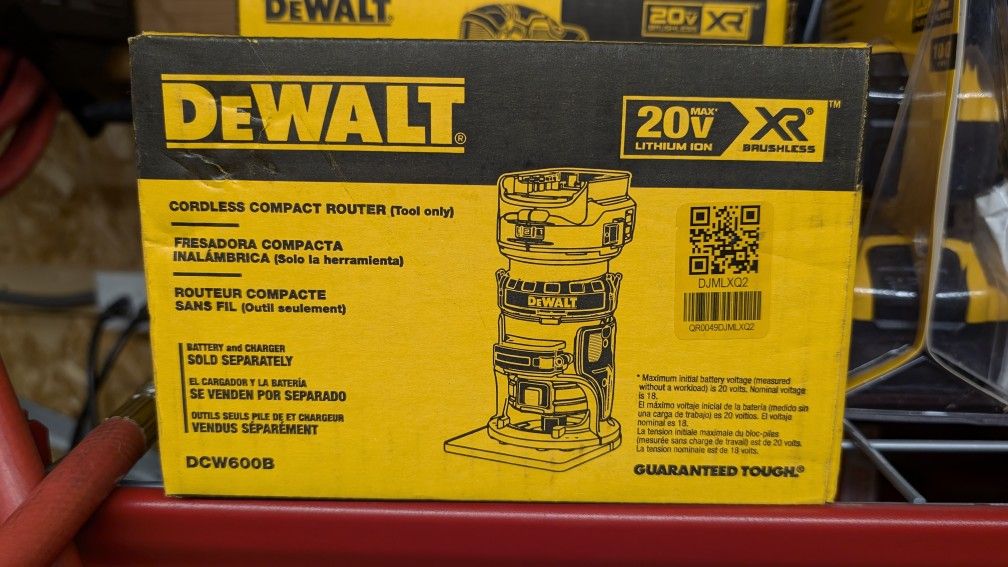 DEWALT
20V XR
BRUSHLESS
DEWALT®
20V MAX* XR® ™
LITHIUM ION BRUSHLESS
CORDLESS COMPACT ROUTER (Tool only)
FRESADORA COMPACTA
INALÁMBRICA (Solo la herramienta)
ROUTEUR COMPACTE
SANS FIL (Outil seulement)
BATTERY and CHARGER
SOLD SEPARATELY
EL CARGADOR Y LA BATERÍA
SE VENDEN POR SEPARADO
OUTILS SEULS PILE DE ET CHARGEUR
VENDUS SÉPARÉMENT
DCW600B
DEWALT
DJMLXQ2
QR0049DJMLXQ2
* Maximum initial battery voltage (measured
without a workload) is 20 volts. Nominal voltage
is 18.
El máximo voltaje inicial de la batería (medido sin
una carga de trabajo) es 20 voltios. El voltaje
nominal es 18.
La tension initiale maximale du bloc-piles
(mesurée sans charge de travail) est de 20 volts.
La tension nominale est de 18 volts.
GUARANTEED TOUGH.®